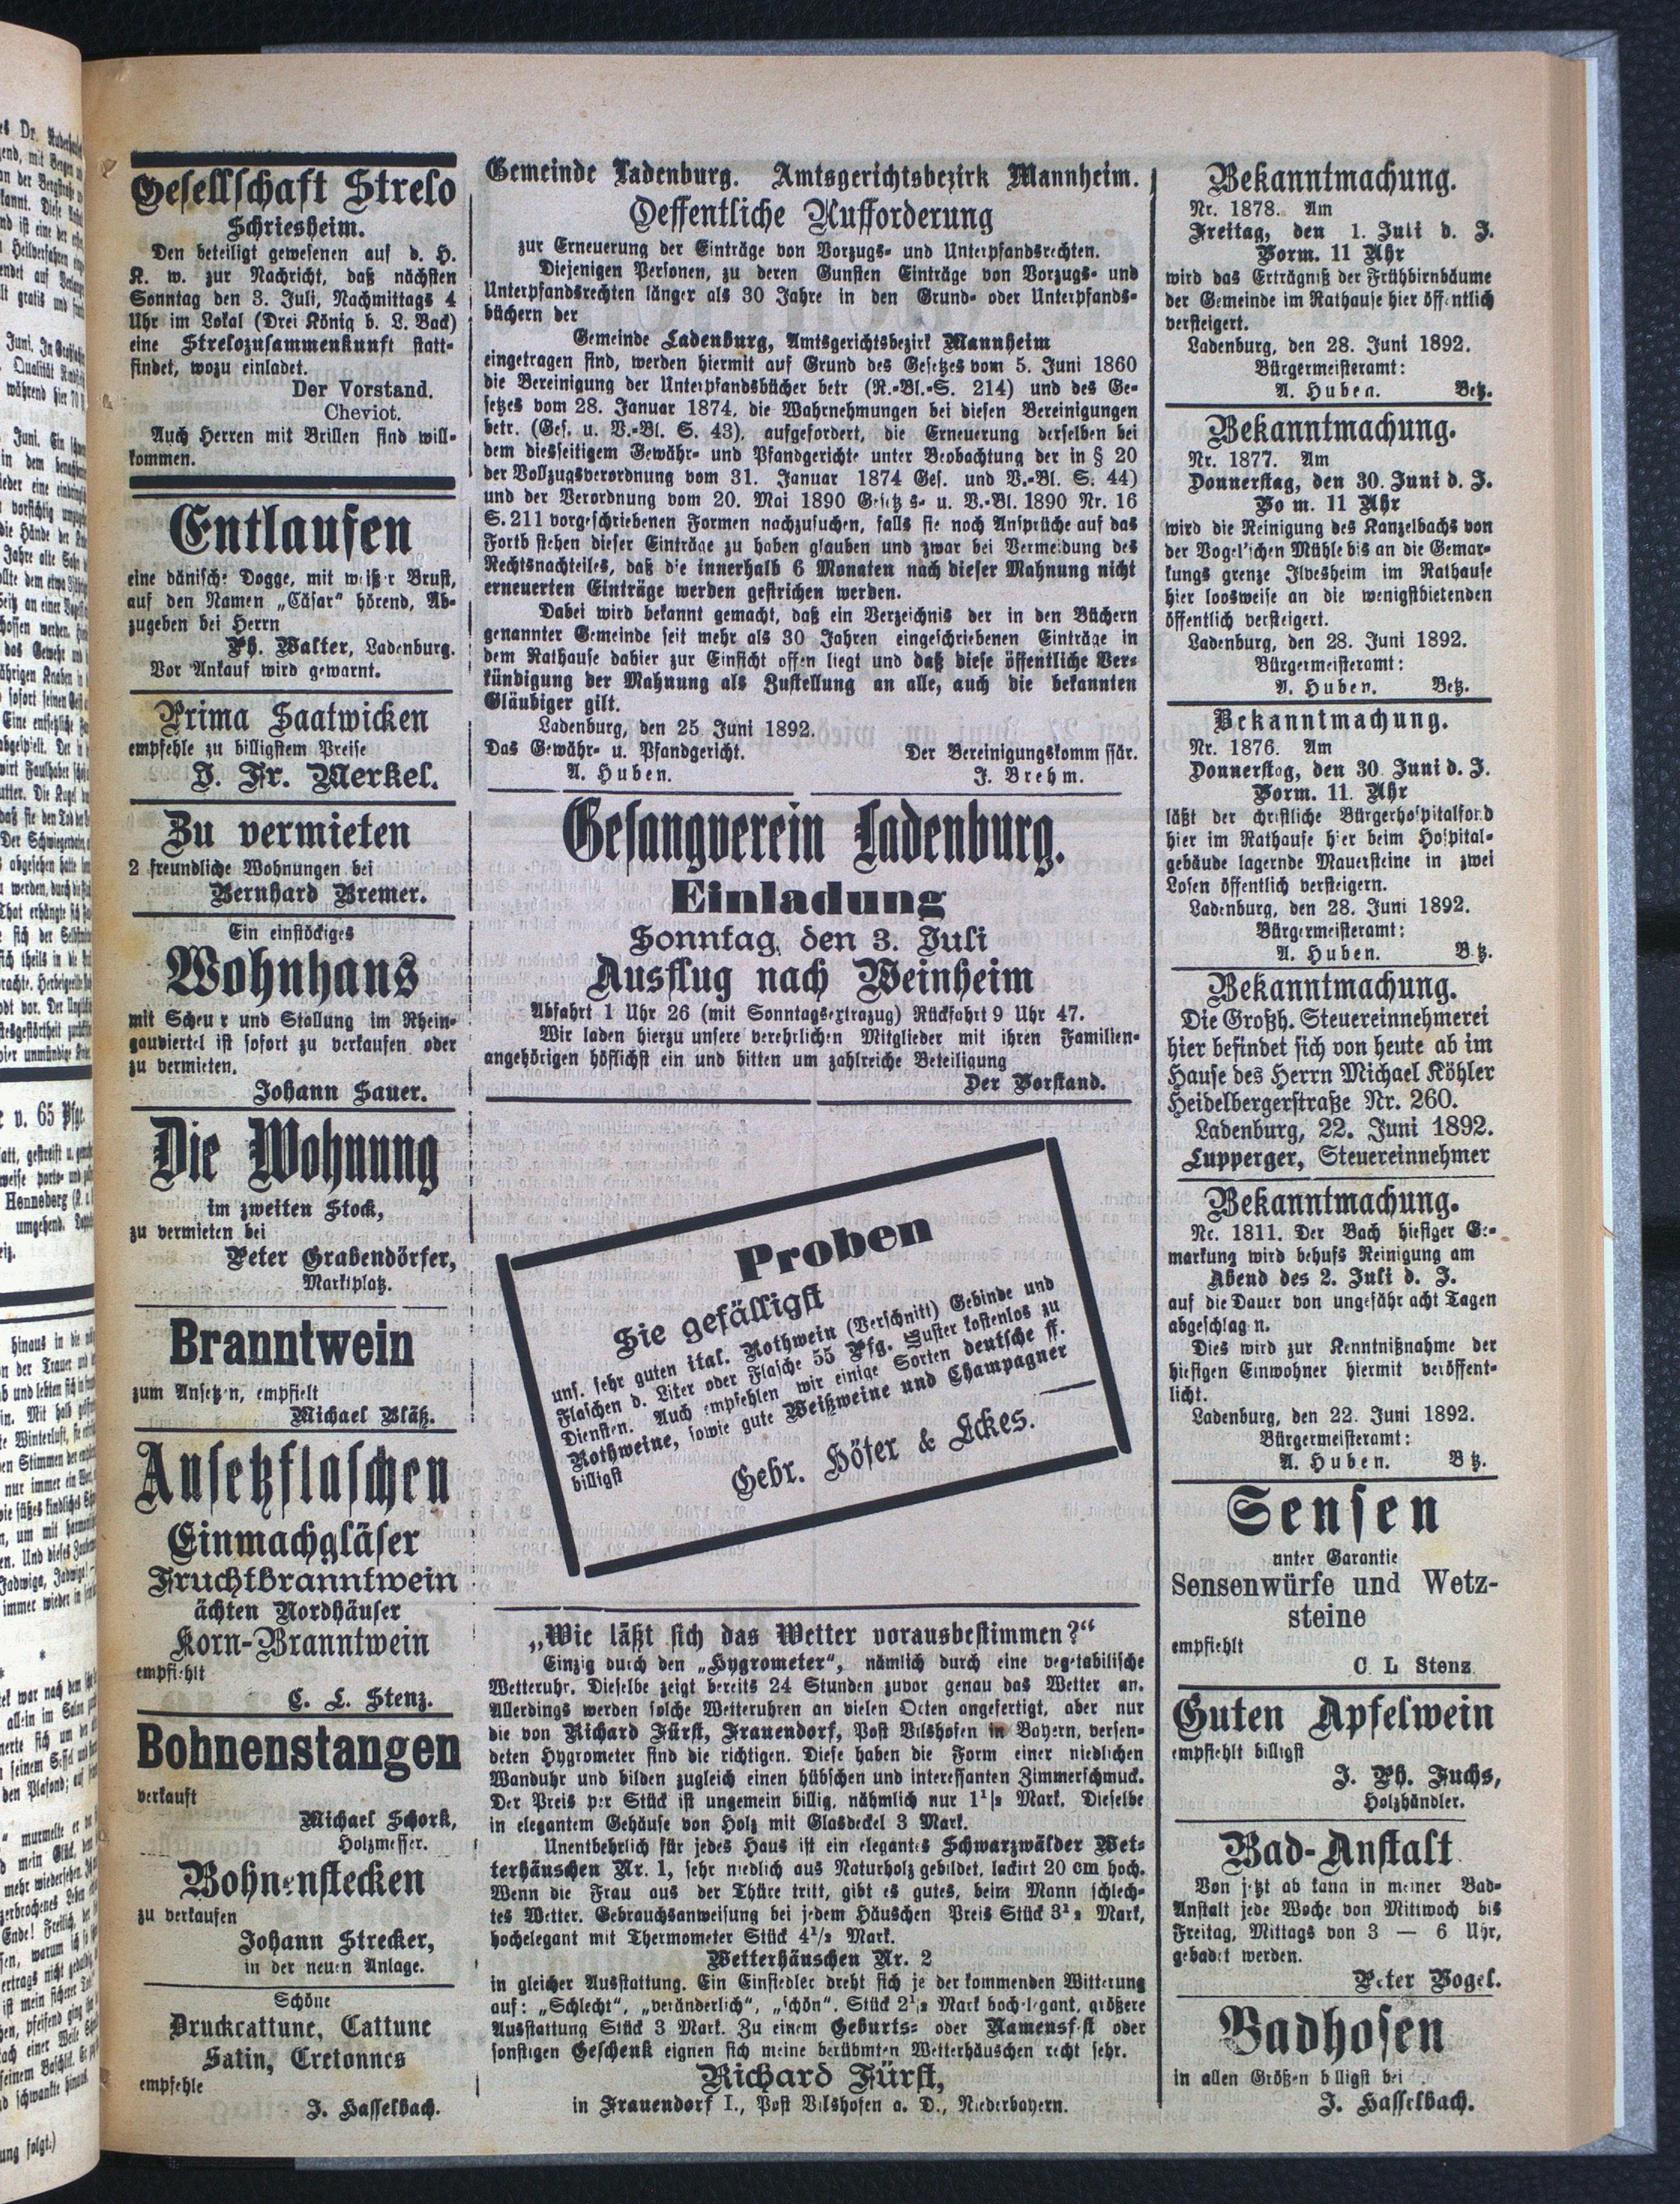 Gesellschaft Strelo
Schriesheim.
Den beteiligt gewesenen auf d. H.
K. w. zur Nachricht, daß nächsten
Sonntag den 3. Juli, Nachmittags 4
Uhr im Lokal (Drei König b. L. Back)
eine Strelozusammenkunft statt-
findet, wozu einladet.
Der Vorstand.
Cheviot.
Auch Herren mit Brillen sind will-
kommen.
Entlaufen
eine dänische Dogge, mit weißer Brust,
auf den Namen „Cäsar“ hörend, Ab-
zugeben bei Herrn
Ph. Walter, Ladenburg.
Vor Ankauf wird gewarnt.
Prima Saatwicken
empfehle zu billigstem Preise
J. Fr. Merkel.
Zu vermieten
2 freundliche Wohnungen bei
Bernhard Bremer.
Ein einstöckiges
Wohnhaus
mit Scheuer und Stallung im Rhein-
gauviertel ist sofort zu verkaufen oder
zu vermieten.
Johann Sauer.
Die Wohnung
im zweiten Stock,
zu vermieten bei
Peter Grabendörfer,
Marktplatz.
Branntwein
zum Ansetzen, empfielt
Michael Bläß.
Ansetzflaschen
Einmachgläser
Fruchtbranntwein
ächten Nordhäuser
Korn-Branntwein
empfiehlt
C. L. Stenz.
Bohnenstangen
verkauft
Michael Schork,
Holzmesser.
Bohnenstecken
zu verkaufen
Johann Strecker,
in der neuen Anlage.
Schöne
Druckcattune, Cattune
Satin, Cretonnes
empfehle
J. Hasselbach.
Gemeinde Ladenburg. Amtsgerichtsbezirk Mannheim.
Oeffentliche Aufforderung
zur Erneuerung der Einträge von Vorzugs- und Unterpfandsrechten.
Diejenigen Personen, zu deren Gunsten Einträge von Vorzugs- und
Unterpfandsrechten länger als 30 Jahre in den Grund- oder Unterpfands-
büchern der
Gemeinde Ladenburg, Amtsgerichtsbezirk Mannheim
eingetragen sind, werden hiermit auf Grund des Gesetzes vom 5. Juni 1860
die Bereinigung der Unterpfandsbücher betr (R.-Bl.-S. 214) und des Ge-
setzes vom 28. Januar 1874, die Wahrnehmungen bei diesen Bereinigungen
betr. (Ges. u. V.-Bl. S. 43), aufgefordert, die Erneuerung derselben bei
dem diesseitigem Gewähr- und Pfandgerichte unter Beobachtung der in § 20
der Vollzugsverordnung vom 31. Januar 1874 Ges. und V.-Bl. S. 44)
und der Verordnung vom 20. Mai 1890 Gesetzes- u. V.-Bl. 1890 Nr. 16
S. 211 vorgeschriebenen Formen nachzusuchen, falls sie noch Ansprüche auf das
Fortbestehen dieser Einträge zu haben glauben und zwar bei Vermeidung des
Rechtsnachteiles, daß die innerhalb 6 Monaten nach dieser Mahnung nicht
erneuerten Einträge werden gestrichen werden.
Dabei wird bekannt gemacht, daß ein Verzeichnis der in den Büchern
genannter Gemeinde seit mehr als 30 Jahren eingeschriebenen Einträge in
dem Rathause dahier zur Einsicht offen liegt und daß diese öffentliche Ver-
kündigung der Mahnung als Zustellung an alle, auch die bekannten
Gläubiger gilt.
Ladenburg, den 25. Juni 1892.
Das Gewähr- u. Pfandgericht. Der Bereinigungskommissär.
A. Huben. J. Brehm.
Gesangverein Ladenburg.
Einladung
Sonntag, den 3. Juli
Ausflug nach Weinheim
Abfahrt 1 Uhr 26 (mit Sonntagsextrazug) Rückfahrt 9 Uhr 47.
Wir laden hierzu unsere verehrlichen Mitglieder mit ihren Familien-
angehörigen höflichst ein und bitten um zahlreiche Beteiligung
Der Vorstand.
Proben
Sie gefälligst
uns. sehr guten ital. Rothwein (Verschnitt) Gebinde und
Flaschen d. Liter oder Flasche 55 Pfg. Muster kostenlos zu
Diensten. Auch empfehlen wir einige Sorten deutsche ff.
Rothweine, sowie gute Weißweine und Champagner
billigst
Gebr. Höfer & Eckes.
„Wie läßt sich das Wetter vorausbestimmen?“
Einzig durch den „Hygrometer“, nämlich durch eine vegetabilische
Wetteruhr. Dieselbe zeigt bereits 24 Stunden zuvor genau das Wetter an.
Allerdings werden solche Wetteruhren an vielen Orten angefertigt, aber nur
die von Richard Fürst, Frauendorf, Post Vilshofen in Bayern, versen-
deten Hygrometer sind die richtigen. Diese haben die Form einer niedlichen
Wanduhr und bilden zugleich einen hübschen und interessanten Zimmerschmuck.
Der Preis per Stück ist ungemein billig, nähmlich nur 1½ Mark. Dieselbe
in elegantem Gehäuse von Holz mit Glasdeckel 3 Mark.
Unentbehrlich für jedes Haus ist ein elegantes Schwarzwälder Wet-
terhäuschen Nr. 1, sehr niedlich aus Naturholz gebildet, lackirt 20 cm hoch.
Wenn die Frau aus der Thüre tritt, gibt es gutes, beim Mann schlech-
tes Wetter. Gebrauchsanweisung bei jedem Häuschen Preis Stück 3½ Mark,
hochelegant mit Thermometer Stück 4½ Mark.
Wetterhäuschen Nr. 2
in gleicher Ausstattung. Ein Einsiedler dreht sich je der kommenden Witterung
auf: „Schlecht“, „veränderlich“, „schön“. Stück 2½ Mark hochelegant, größere
Ausstattung Stück 3 Mark. Zu einem Geburts- oder Namensfest oder
sonstigen Geschenk eignen sich meine berühmten Wetterhäuschen recht sehr.
Richard Fürst,
in Frauendorf I., Post Vilshofen a. D., Niederbayern.
Bekanntmachung.
Nr. 1878. Am
Freitag, den 1. Juli d. J.
Vorm. 11 Uhr
wird das Erträgniß der Frühbirnbäume
der Gemeinde im Rathause hier öffentlich
versteigert.
Ladenburg, den 28. Juni 1892.
Bürgermeisteramt:
A. Huben. Betz.
Bekanntmachung.
Nr. 1877. Am
Donnerstag, den 30. Juni d. J.
Vorm. 11 Uhr
wird die Reinigung des Kanzelbachs von
der Vogel'schen Mühle bis an die Gemar-
kungs grenze Ilvesheim im Rathause
hier loosweise an die wenigstbietenden
öffentlich versteigert.
Ladenburg, den 28. Juni 1892.
Bürgermeisteramt:
A. Huben. Betz.
Bekanntmachung.
Nr. 1876. Am
Donnerstag, den 30. Juni d. J.
Vorm. 11. Uhr
läßt der christliche Bürgerhospitalfond
hier im Rathause hier beim Hospital-
gebäude lagernde Mauersteine in zwei
Losen öffentlich versteigern.
Ladenburg, den 28. Juni 1892.
Bürgermeisteramt:
A. Huben. Betz.
Bekanntmachung.
Die Großh. Steuereinnehmerei
hier befindet sich von heute ab im
Hause des Herrn Michael Köhler
Heidelbergerstraße Nr. 260.
Ladenburg, 22. Juni 1892.
Lupperger, Steuereinnehmer
Bekanntmachung.
Nr. 1811. Der Bach hiesiger Ge-
markung wird behufs Reinigung am
Abend des 2. Juli d. J.
auf die Dauer von ungefähr acht Tagen
abgeschlagen.
Dies wird zur Kenntnißnahme der
hiesigen Einwohner hiermit veröffent-
licht.
Ladenburg, den 22. Juni 1892.
Bürgermeisteramt:
A. Huben. Betz.
Sensen
unter Garantie
Sensenwürfe und Wetz-
steine
empfiehlt
C L Stenz
Guten Apfelwein
empfiehlt billigst
J. Ph. Fuchs,
Holzhändler.
Bad-Anstalt
Von jetzt ab kann in meiner Bad-
Anstalt jede Woche von Mittwoch bis
Freitag, Mittags von 3 — 6 Uhr,
gebadet werden.
Peter Vogel.
Badhosen
in allen Größen billigst bei
J. Hasselbach.